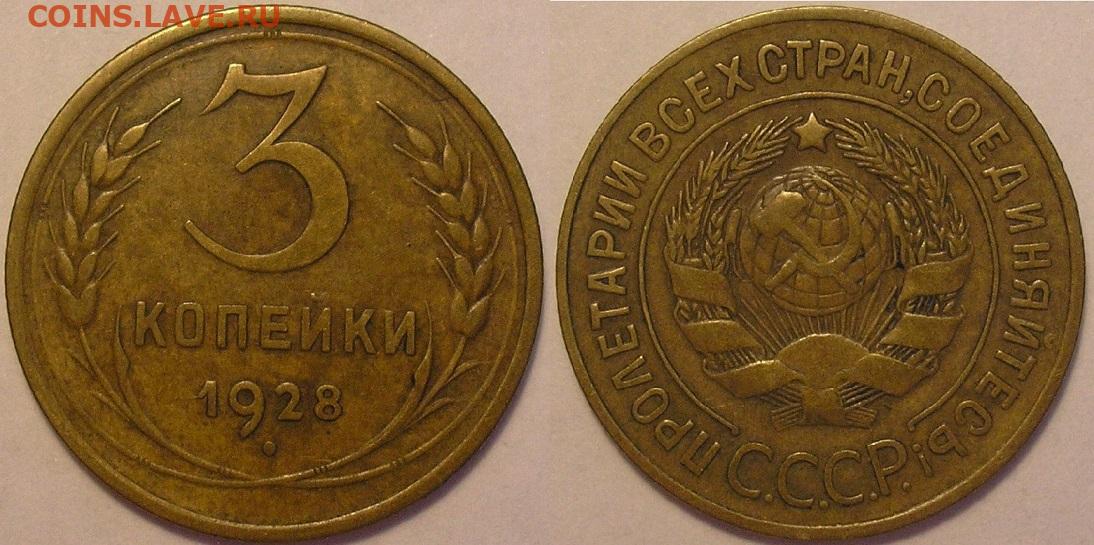 COINS.LAVE.RU
3
КОПЕЙКИ
1928
ПРОЛЕТАРИИ ВСЕХ СТРАН, СОЕДИНЯЙТЕСЬ!
С.С.С.Р.